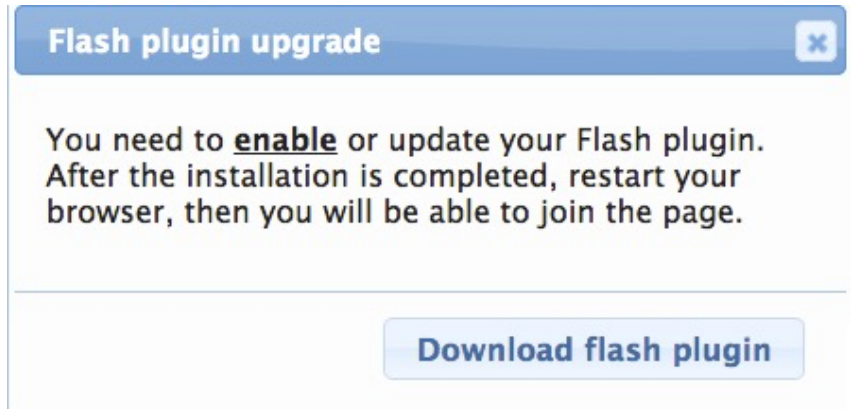 Flash plugin upgrade
You need to enable or update your Flash plugin.
After the installation is completed, restart your
browser, then you will be able to join the page.
Download flash plugin